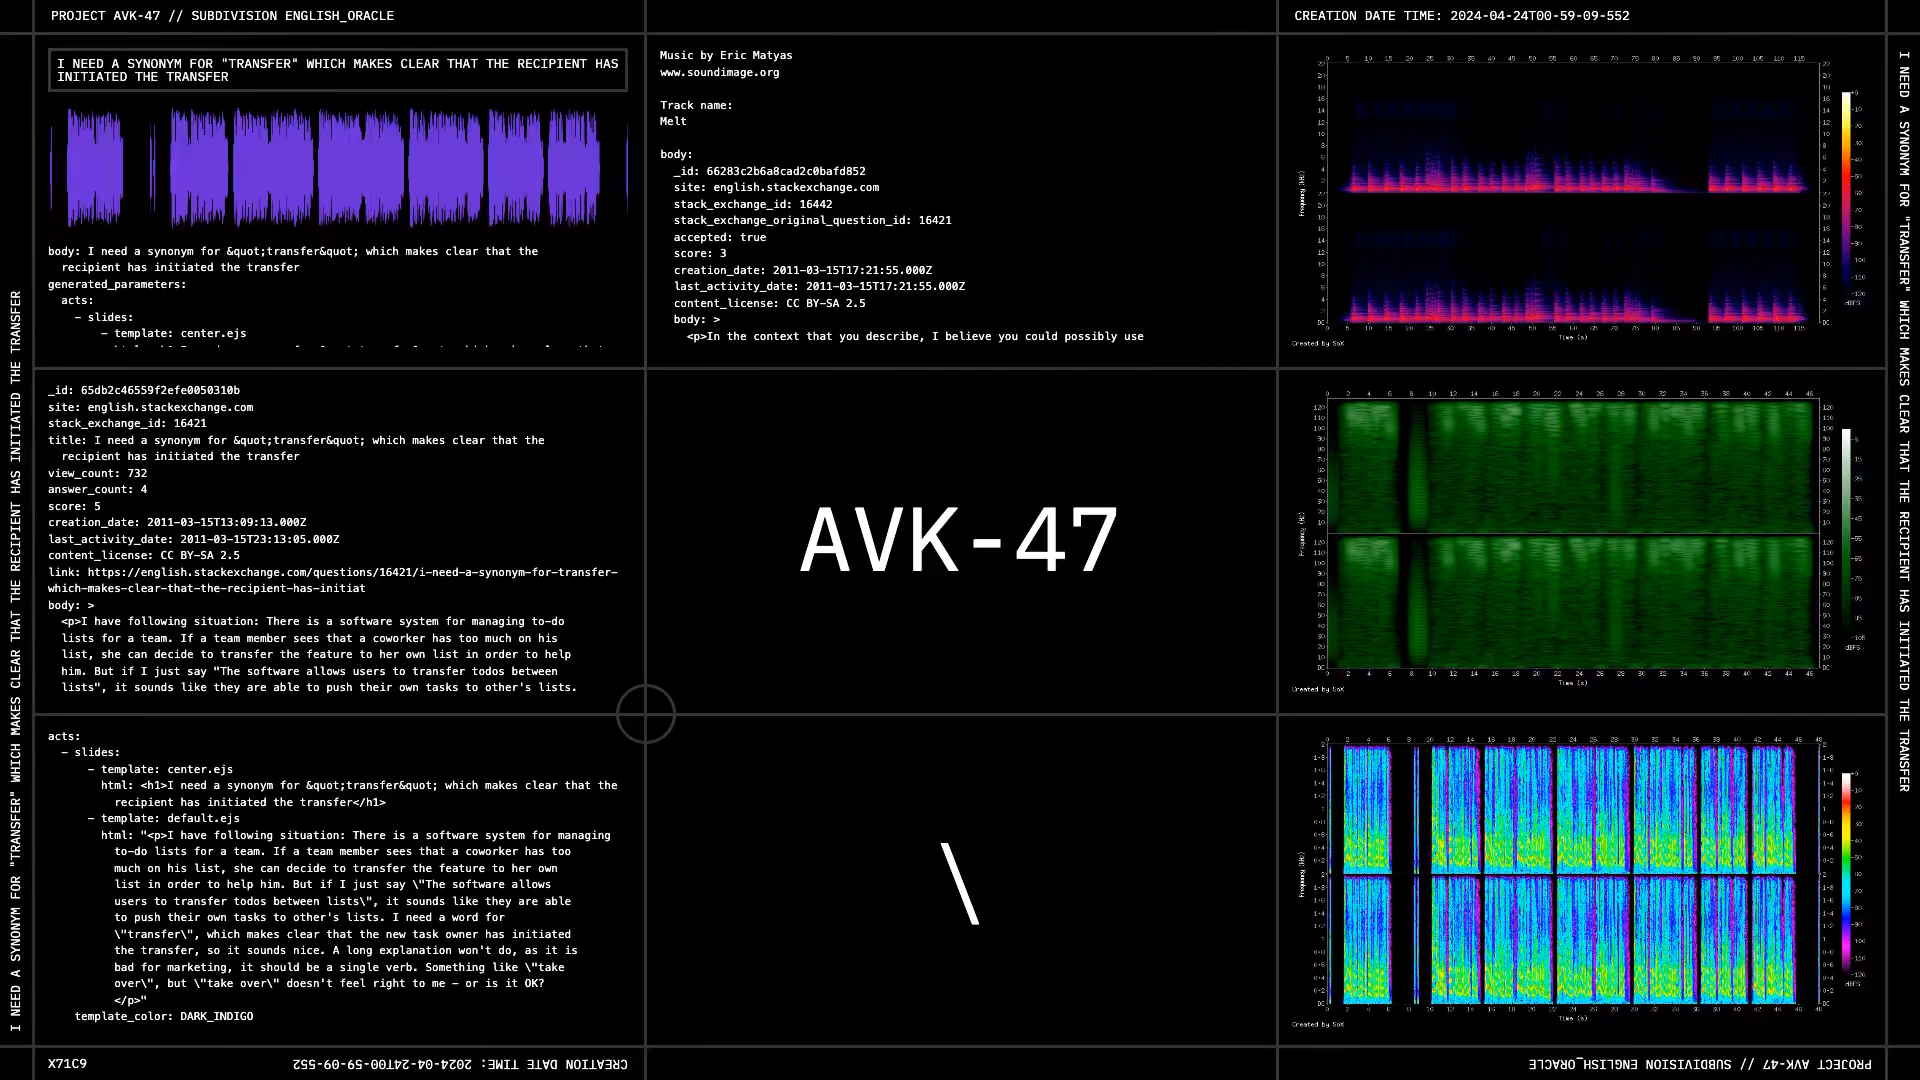 PROJECT AVK-47 // SUBDIVISION ENGLISH_ORACLE
CREATION DATE TIME: 2024-04-24T00-59-09-552
I NEED A SYNONYM FOR "TRANSFER" WHICH MAKES CLEAR THAT THE RECIPIENT HAS INITIATED THE TRANSFER
I NEED A SYNONYM FOR "TRANSFER" WHICH MAKES CLEAR THAT THE RECIPIENT HAS
INITIATED THE TRANSFER
body: I need a synonym for &quot;transfer&quot; which makes clear that the
recipient has initiated the transfer
generated_parameters:
acts:
– slides:
– template: center.ejs
Music by Eric Matyas
www.soundimage.org
Track name:
Melt
body:
_id: 66283c2b6a8cad2c0bafd852
site: english.stackexchange.com
stack_exchange_id: 16442
stack_exchange_original_question_id: 16421
accepted: true
score: 3
creation_date: 2011-03-15T17:21:55.000Z
last_activity_date: 2011-03-15T17:21:55.000Z
content_license: CC BY-SA 2.5
body: >
<p>In the context that you describe, I believe you could possibly use
Frequency (kHz)
Time (s)
dBFS
Created by SoX
_id: 65db2c46559f2efe0050310b
site: english.stackexchange.com
stack_exchange_id: 16421
title: I need a synonym for &quot;transfer&quot; which makes clear that the
recipient has initiated the transfer
view_count: 732
answer_count: 4
score: 5
creation_date: 2011-03-15T13:09:13.000Z
last_activity_date: 2011-03-15T23:13:05.000Z
content_license: CC BY-SA 2.5
link: https://english.stackexchange.com/questions/16421/i-need-a-synonym-for-transfer-
which-makes-clear-that-the-recipient-has-initiat
body: >
<p>I have following situation: There is a software system for managing to-do
lists for a team. If a team member sees that a coworker has too much on his
list, she can decide to transfer the feature to her own list in order to help
him. But if I just say "The software allows users to transfer todos between
lists", it sounds like they are able to push their own tasks to other's lists.
AVK-47
Frequency (Hz)
Time (s)
dBFS
Created by SoX
acts:
– slides:
– template: center.ejs
html: <h1>I need a synonym for &quot;transfer&quot; which makes clear that the
recipient has initiated the transfer</h1>
– template: default.ejs
html: "<p>I have following situation: There is a software system for managing
to-do lists for a team. If a team member sees that a coworker has too
much on his list, she can decide to transfer the feature to her own
list in order to help him. But if I just say \"The software allows
users to transfer todos between lists\", it sounds like they are able
to push their own tasks to other's lists. I need a word for
\"transfer\", which makes clear that the new task owner has initiated
the transfer, so it sounds nice. A long explanation won't do, as it is
bad for marketing, it should be a single verb. Something like \"take
over\", but \"take over\" doesn't feel right to me – or is it OK?
</p>"
template_color: DARK_INDIGO
\
Frequency (kHz)
Time (s)
dBFS
Created by SoX
I NEED A SYNONYM FOR "TRANSFER" WHICH MAKES CLEAR THAT THE RECIPIENT HAS INITIATED THE TRANSFER
X71C9
CREATION DATE TIME: 2024-04-24T00-59-09-552
PROJECT AVK-47 // SUBDIVISION ENGLISH_ORACLE